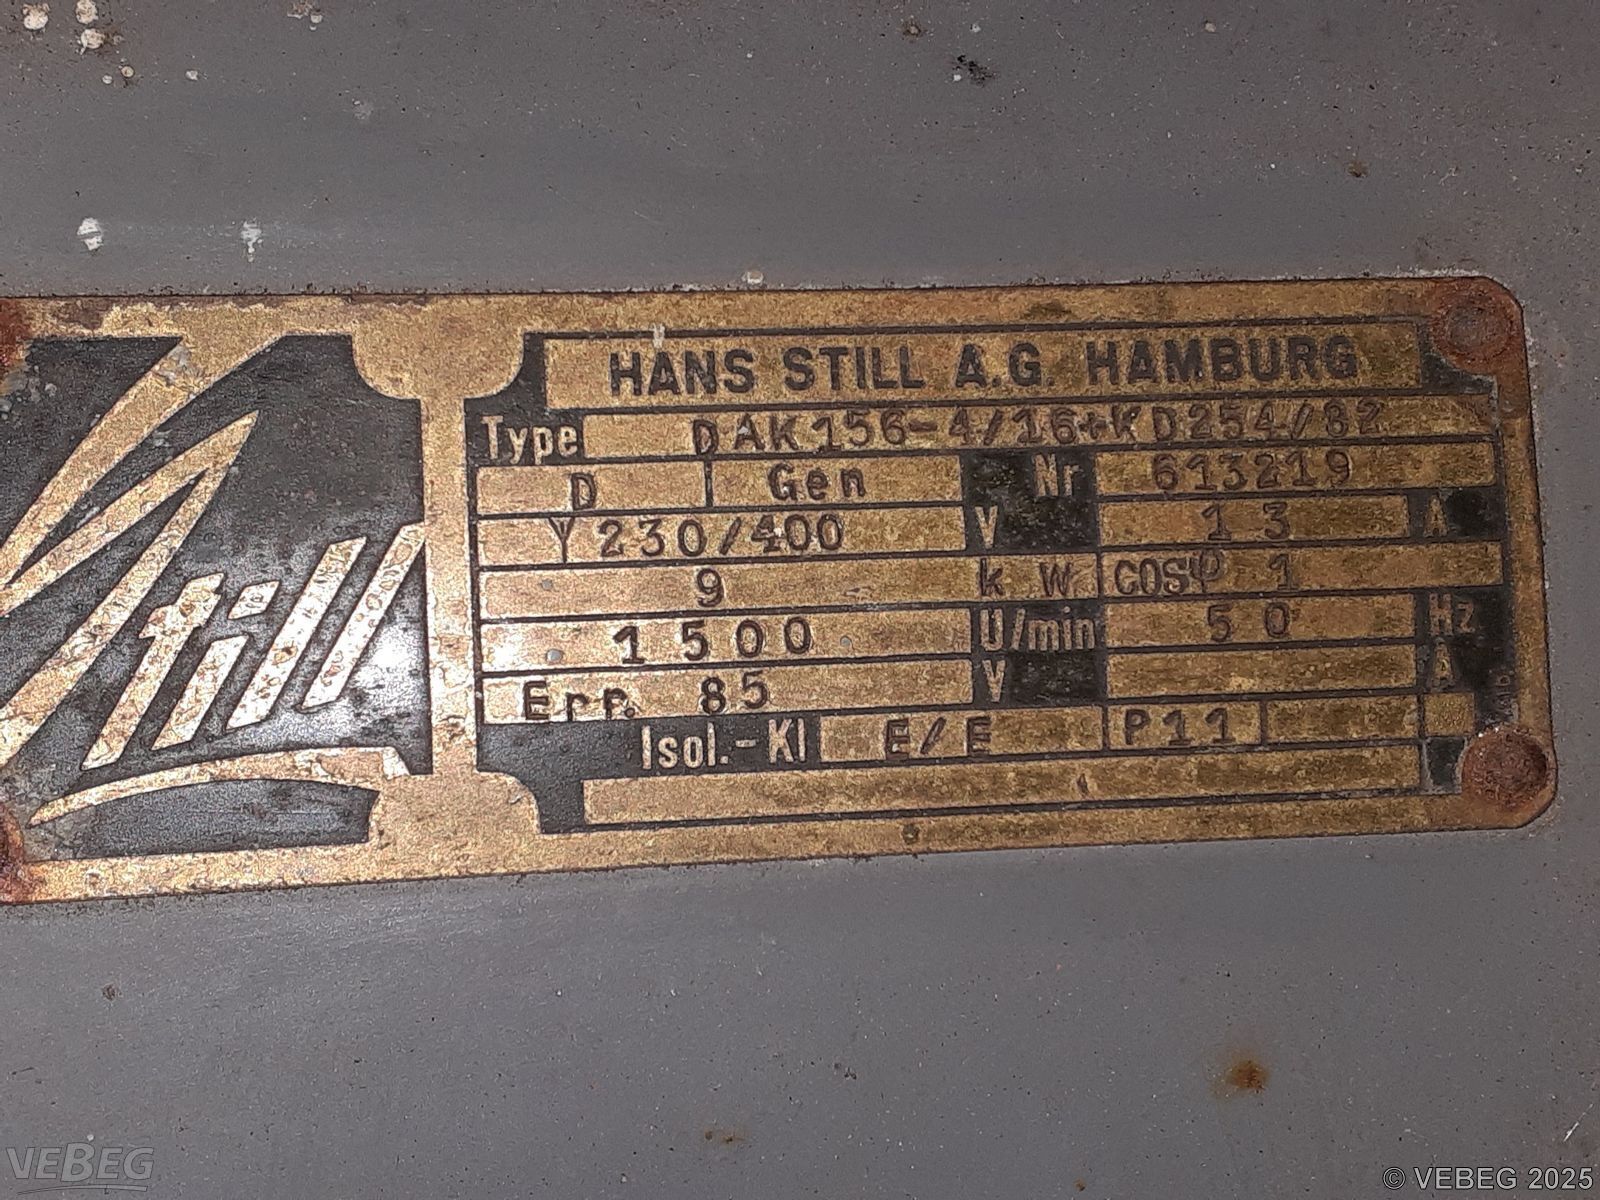 HANS STILL A.G. HAMBURG
Still
Type DAK156-4/16+KD254/82
D Gen Nr 613219
Y 230/400 V 13 A
9 kW cosφ 1
1500 U/min 50 Hz
Err. 85 V A
Isol.-Kl E/E P11
VEBEG
© VEBEG 2025